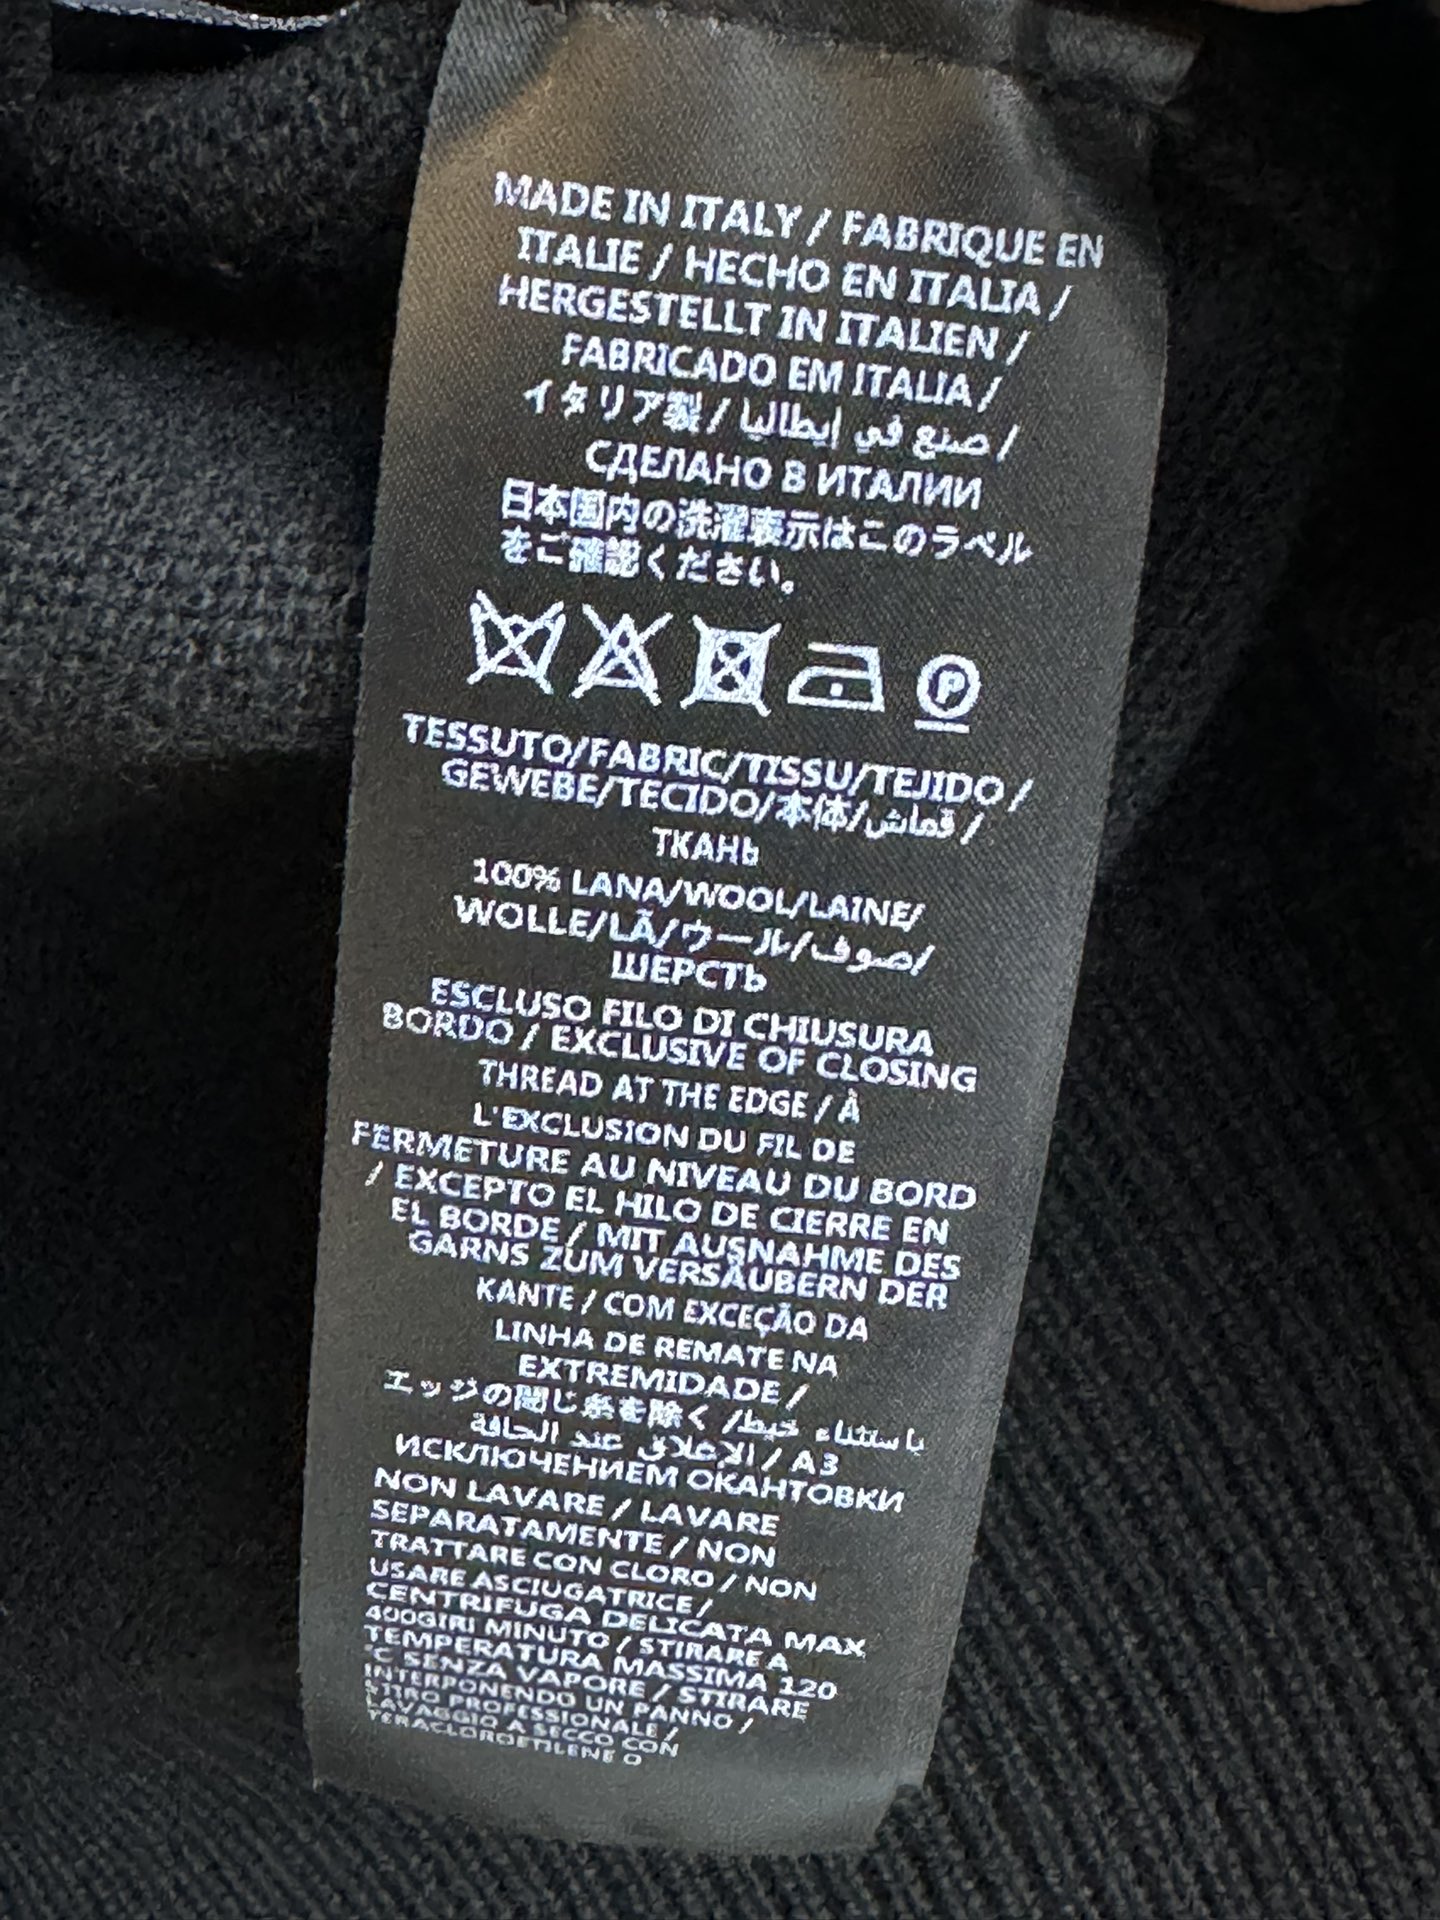 MADE IN ITALY / FABRIQUE EN
ITALIE / HECHO EN ITALIA /
HERGESTELLT IN ITALIEN /
FABRICADO EM ITALIA /
イタリア製 / صنع في إيطاليا /
СДЕЛАНО В ИТАЛИИ
日本国内の洗濯表示はこのラベル
をご確認ください。
P
TESSUTO/FABRIC/TISSU/TEJIDO /
GEWEBE/TECIDO/本体/قماش /
ТКАНЬ
100% LANA/WOOL/LAINE/
WOLLE/LÃ/ウール/صوف/
ШЕРСТЬ
ESCLUSO FILO DI CHIUSURA
BORDO / EXCLUSIVE OF CLOSING
THREAD AT THE EDGE / À
L'EXCLUSION DU FIL DE
FERMETURE AU NIVEAU DU BORD
/ EXCEPTO EL HILO DE CIERRE EN
EL BORDE / MIT AUSNAHME DES
GARNS ZUM VERSÄUBERN DER
KANTE / COM EXCEÇÃO DA
LINHA DE REMATE NA
EXTREMIDADE /
エッジの閉じ糸を除く /باستثناء خيط
الإغلاق عند الحافة / АЗ
ИСКЛЮЧЕНИЕМ ОКАНТОВКИ
NON LAVARE / LAVARE
SEPARATAMENTE / NON
TRATTARE CON CLORO / NON
USARE ASCIUGATRICE /
CENTRIFUGA DELICATA MAX
400GIRI MINUTO / STIRARE A
TEMPERATURA MASSIMA 120
°C SENZA VAPORE / STIRARE
INTERPONENDO UN PANNO /
STIRO PROFESSIONALE /
LAVAGGIO A SECCO CON
TERACLOROETILENE O